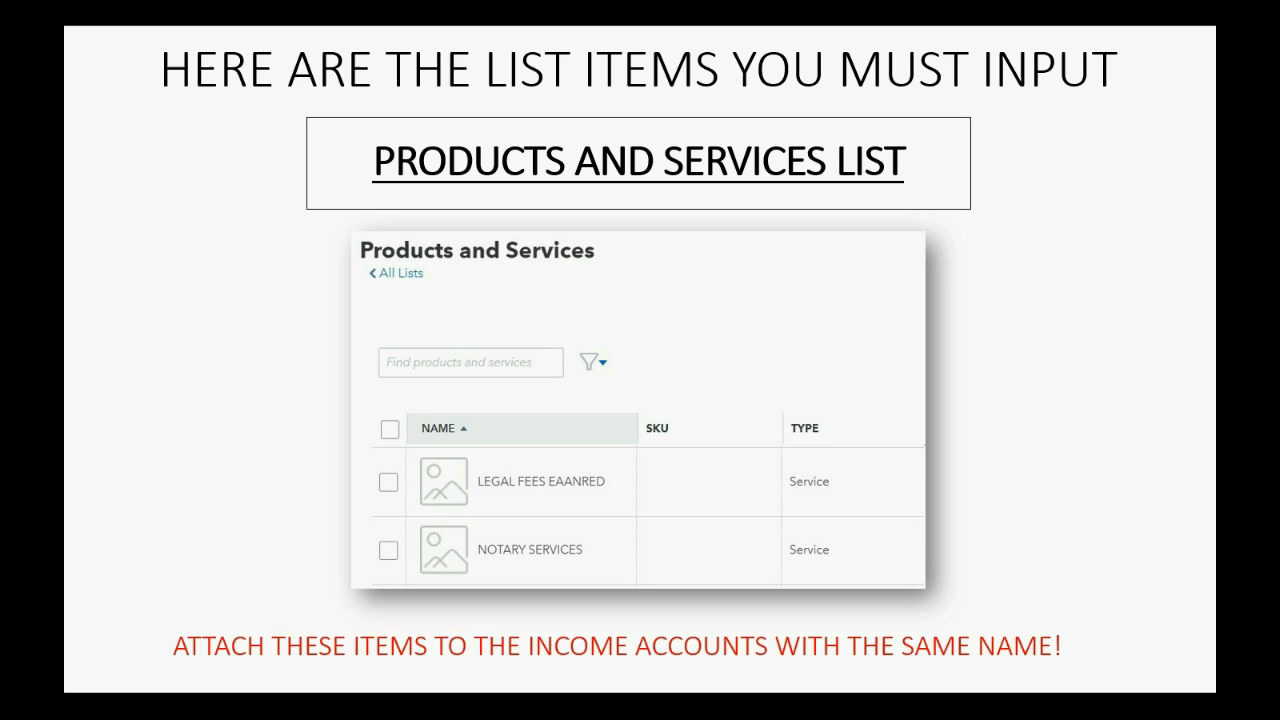 HERE ARE THE LIST ITEMS YOU MUST INPUT
PRODUCTS AND SERVICES LIST
Products and Services
All Lists
Find products and services
NAME SKU TYPE
LEGAL FEES EAANRED Service
NOTARY SERVICES Service
ATTACH THESE ITEMS TO THE INCOME ACCOUNTS WITH THE SAME NAME!